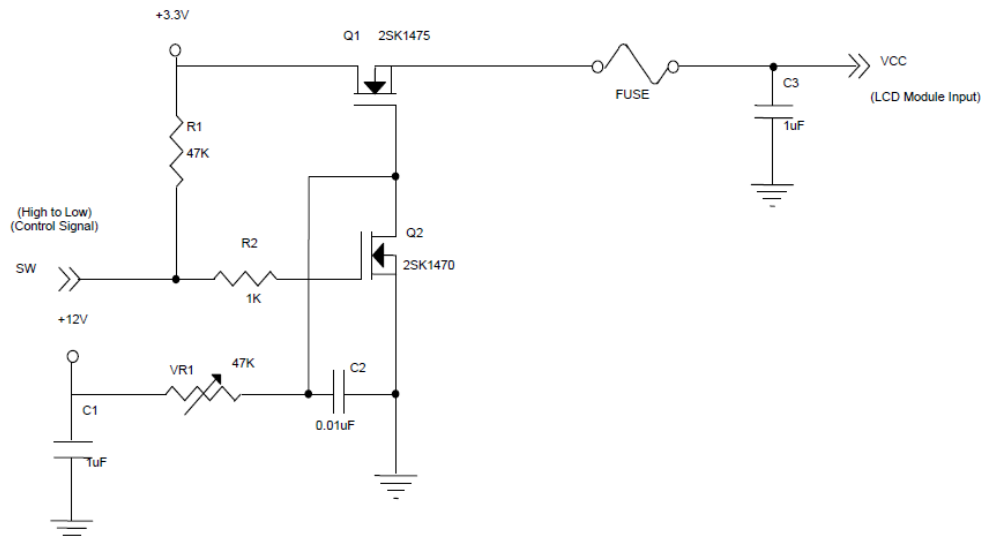 +3.3V
Q1 2SK1475
R1
47K
FUSE
C3
1uF
VCC
(LCD Module Input)
(High to Low)
(Control Signal)
SW
R2
1K
Q2
2SK1470
+12V
VR1
47K
C2
0.01uF
C1
1uF